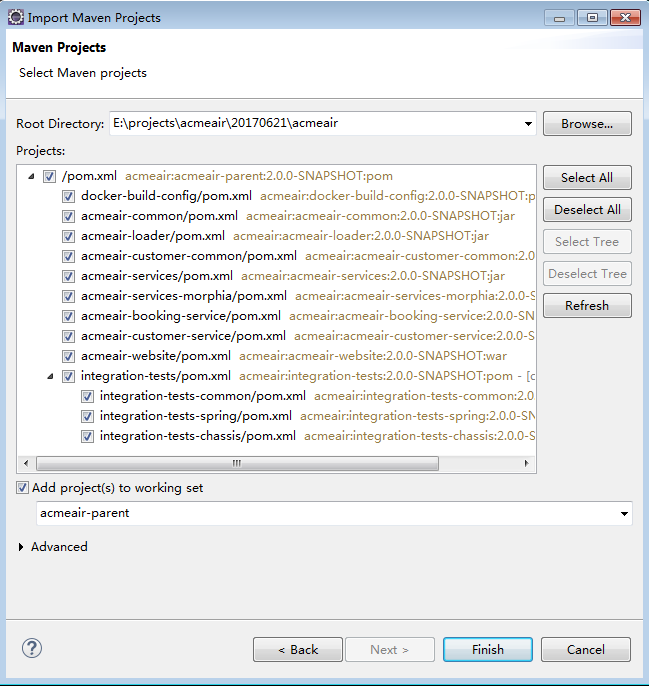 Import Maven Projects
Maven Projects
Select Maven projects
Root Directory: E:\projects\acmeair\20170621\acmeair Browse...
Projects:
/pom.xml acmeair:acmeair-parent:2.0.0-SNAPSHOT:pom
docker-build-config/pom.xml acmeair:docker-build-config:2.0.0-SNAPSHOT:p
acmeair-common/pom.xml acmeair:acmeair-common:2.0.0-SNAPSHOT:jar
acmeair-loader/pom.xml acmeair:acmeair-loader:2.0.0-SNAPSHOT:jar
acmeair-customer-common/pom.xml acmeair:acmeair-customer-common:2.0
acmeair-services/pom.xml acmeair:acmeair-services:2.0.0-SNAPSHOT:jar
acmeair-services-morphia/pom.xml acmeair:acmeair-services-morphia:2.0.0
acmeair-booking-service/pom.xml acmeair:acmeair-booking-service:2.0.0-SN
acmeair-customer-service/pom.xml acmeair:acmeair-customer-service:2.0.0-S
acmeair-website/pom.xml acmeair:acmeair-website:2.0.0-SNAPSHOT:war
integration-tests/pom.xml acmeair:integration-tests:2.0.0-SNAPSHOT:pom - [c
integration-tests-common/pom.xml acmeair:integration-tests-common:2.0
integration-tests-spring/pom.xml acmeair:integration-tests-spring:2.0.0-SN
integration-tests-chassis/pom.xml acmeair:integration-tests-chassis:2.0.0-S
Select All
Deselect All
Select Tree
Deselect Tree
Refresh
Add project(s) to working set
acmeair-parent
Advanced
?
< Back Next > Finish Cancel